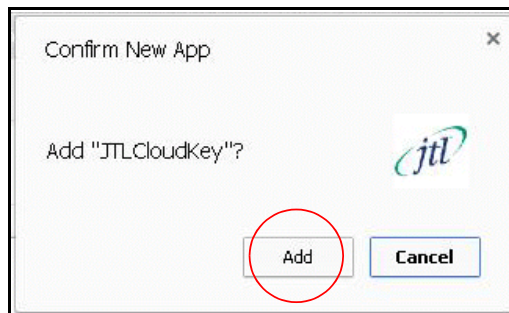 Confirm New App
×
Add "JTLCloudKey"?
jtl
Add
Cancel